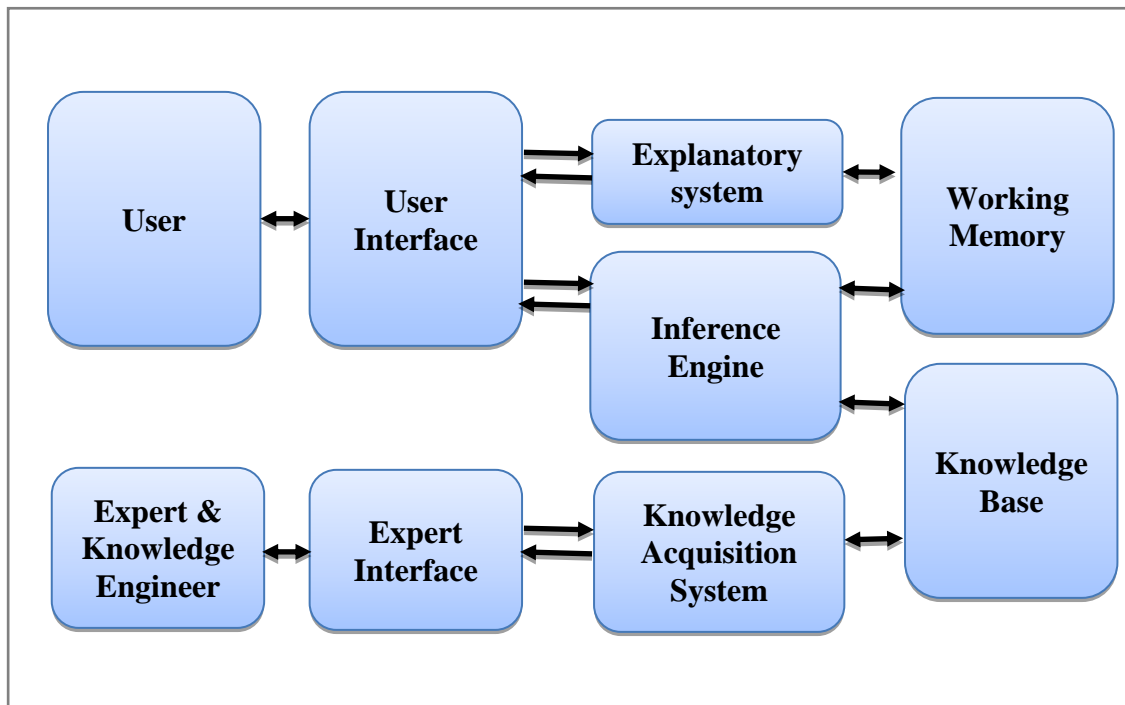 User
User
Interface
Explanatory
system
Working
Memory
Inference
Engine
Knowledge
Base
Expert &
Knowledge
Engineer
Expert
Interface
Knowledge
Acquisition
System